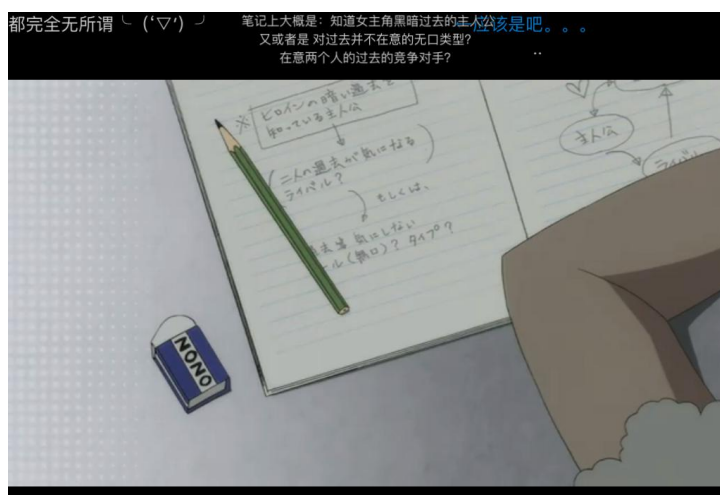 都完全无所谓╰（‘▽’）╯
笔记上大概是：知道女主角黑暗过去的主人公
应该是吧。。。
又或者是 对过去并不在意的无口类型？
在意两个人的过去的竞争对手？
※
ヒロインの暗い過去を
知っている主人公
二人の過去が気になる
ライバル？
もしくは、
過去を気にしない
ル（無口）？タイプ？
主人公
ライバル
NONO